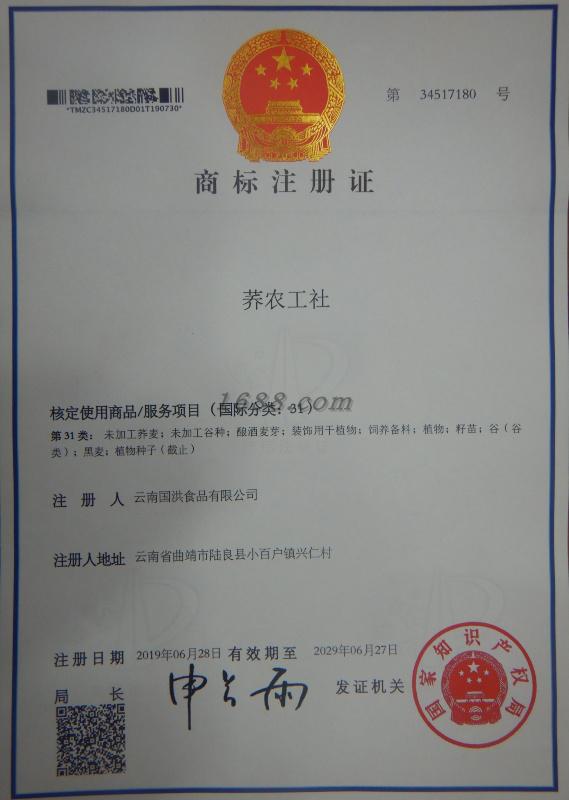 第 34517180 号
*TMZC34517180D01T190730*
商标注册证
荞农工社
核定使用商品/服务项目（国际分类：31）
1688.com
第31类：未加工荞麦；未加工谷种；酿酒麦芽；装饰用干植物；饲养备料；植物；籽苗；谷（谷
类）；黑麦；植物种子（截止）
注册人 云南国洪食品有限公司
注册人地址 云南省曲靖市陆良县小百户镇兴仁村
注册日期 2019年06月28日 有效期至 2029年06月27日
局长 申长雨 发证机关
国家知识产权局